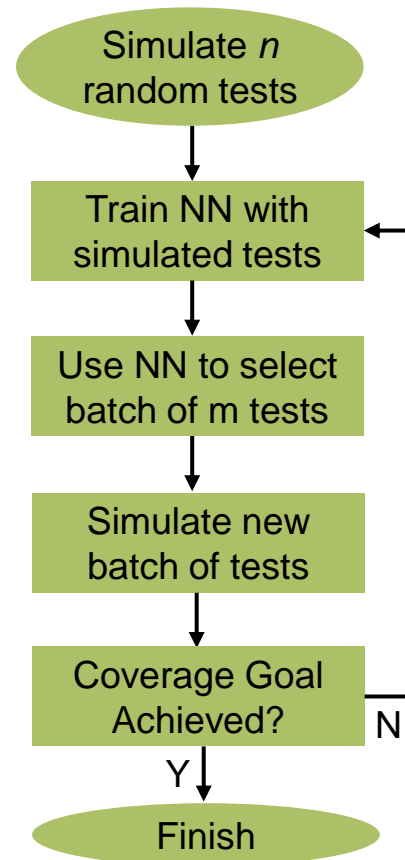 Simulate n
random tests
Train NN with
simulated tests
Use NN to select
batch of m tests
Simulate new
batch of tests
Coverage Goal
Achieved?
N
Y
Finish